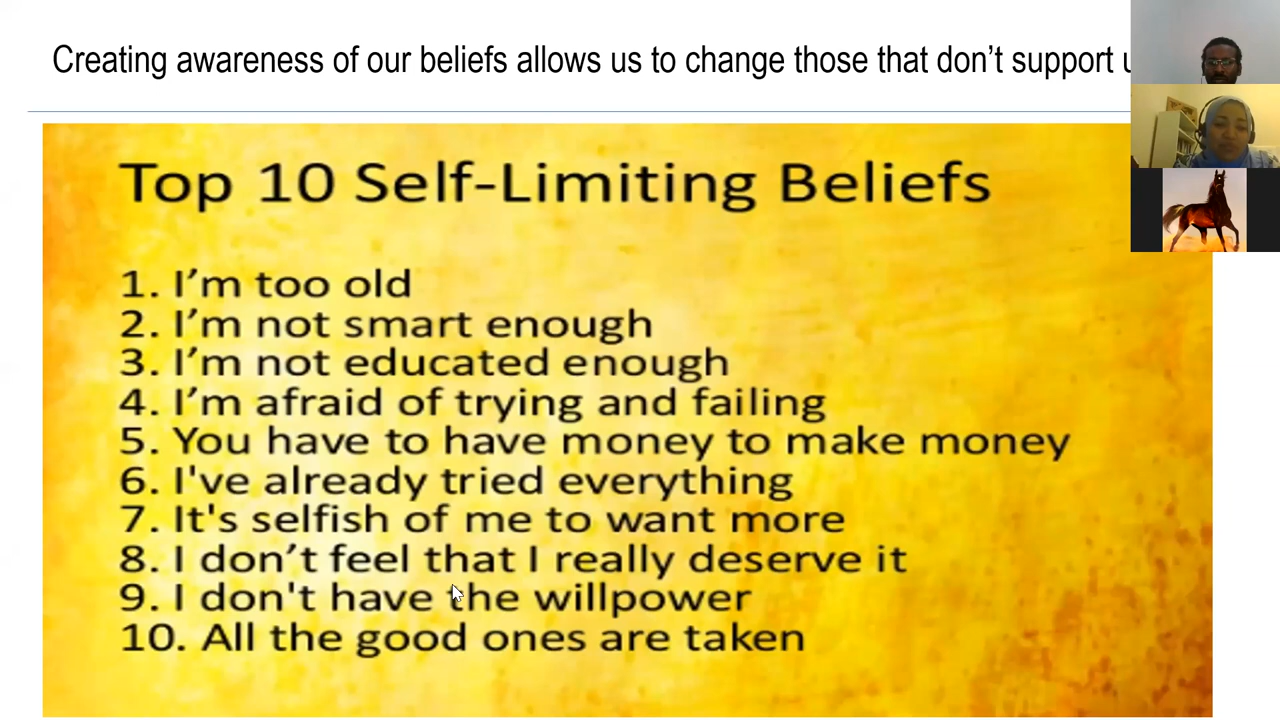 Creating awareness of our beliefs allows us to change those that don’t support
Top 10 Self-Limiting Beliefs
1. I’m too old
2. I’m not smart enough
3. I’m not educated enough
4. I’m afraid of trying and failing
5. You have to have money to make money
6. I've already tried everything
7. It's selfish of me to want more
8. I don’t feel that I really deserve it
9. I don't have the willpower
10. All the good ones are taken